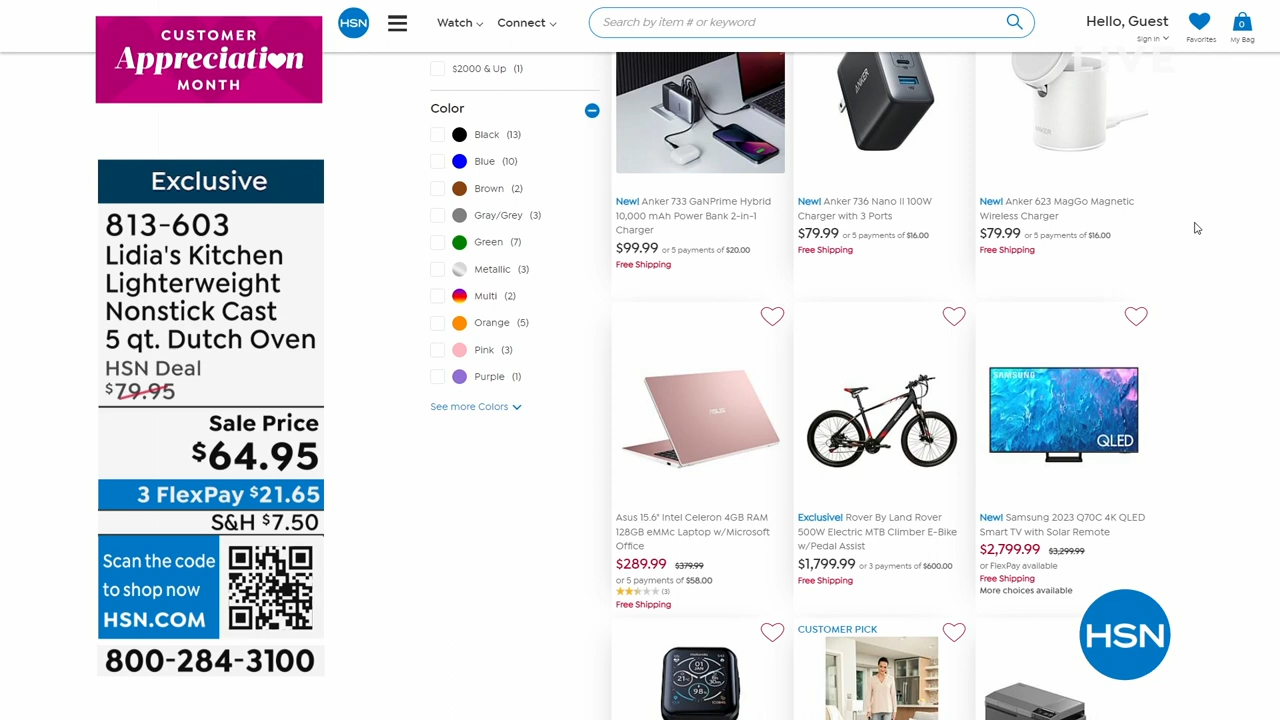 CUSTOMER
Appreciation
MONTH
HSN
Watch
Connect
Search by item # or keyword
Hello, Guest
Sign in
Favorites
0
My Bag
LIVE
Exclusive
813-603
Lidia's Kitchen
Lighterweight
Nonstick Cast
5 qt. Dutch Oven
HSN Deal
$79.95
Sale Price
$64.95
3 FlexPay $21.65
S&H $7.50
Scan the code
to shop now
HSN.COM
800-284-3100
$2000 & Up (1)
Color
Black (13)
Blue (10)
Brown (2)
Gray/Grey (3)
Green (7)
Metallic (3)
Multi (2)
Orange (5)
Pink (3)
Purple (1)
See more Colors
ANKER
ANKER
New! Anker 733 GaNPrime Hybrid
10,000 mAh Power Bank 2-in-1
Charger
$99.99 or 5 payments of $20.00
Free Shipping
New! Anker 736 Nano II 100W
Charger with 3 Ports
$79.99 or 5 payments of $16.00
Free Shipping
New! Anker 623 MagGo Magnetic
Wireless Charger
$79.99 or 5 payments of $16.00
Free Shipping
ASUS
Asus 15.6" Intel Celeron 4GB RAM
128GB eMMc Laptop w/Microsoft
Office
$289.99 $379.99
or 5 payments of $58.00
(3)
Free Shipping
Exclusive! Rover By Land Rover
500W Electric MTB Climber E-Bike
w/Pedal Assist
$1,799.99 or 3 payments of $600.00
Free Shipping
SAMSUNG
QLED
New! Samsung 2023 Q70C 4K QLED
Smart TV with Solar Remote
$2,799.99 $3,299.99
or FlexPay available
Free Shipping
More choices available
CUSTOMER PICK
HSN